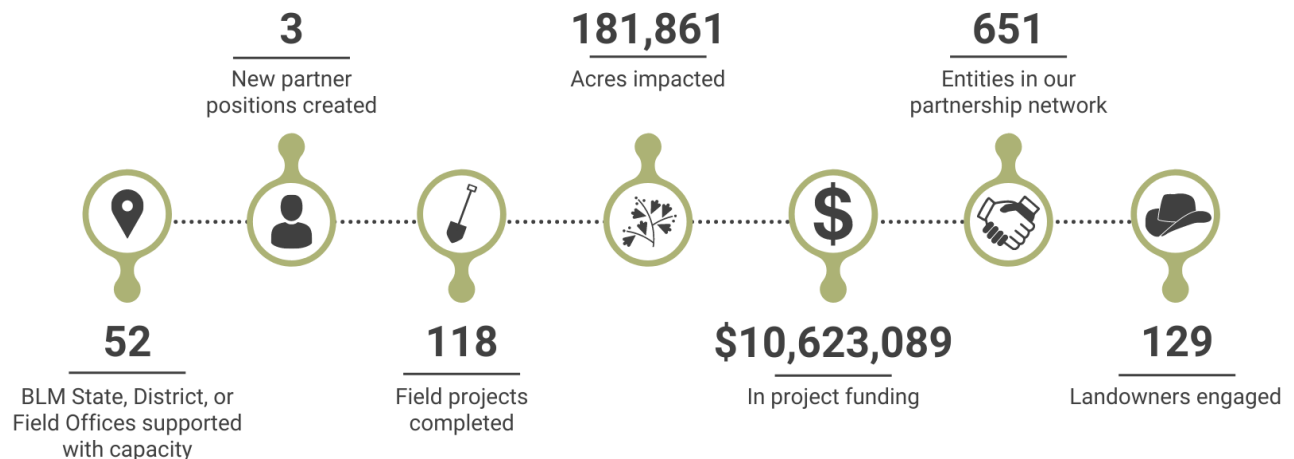 52
BLM State, District, or
Field Offices supported
with capacity
3
New partner
positions created
118
Field projects
completed
181,861
Acres impacted
$
$10,623,089
In project funding
651
Entities in our
partnership network
129
Landowners engaged